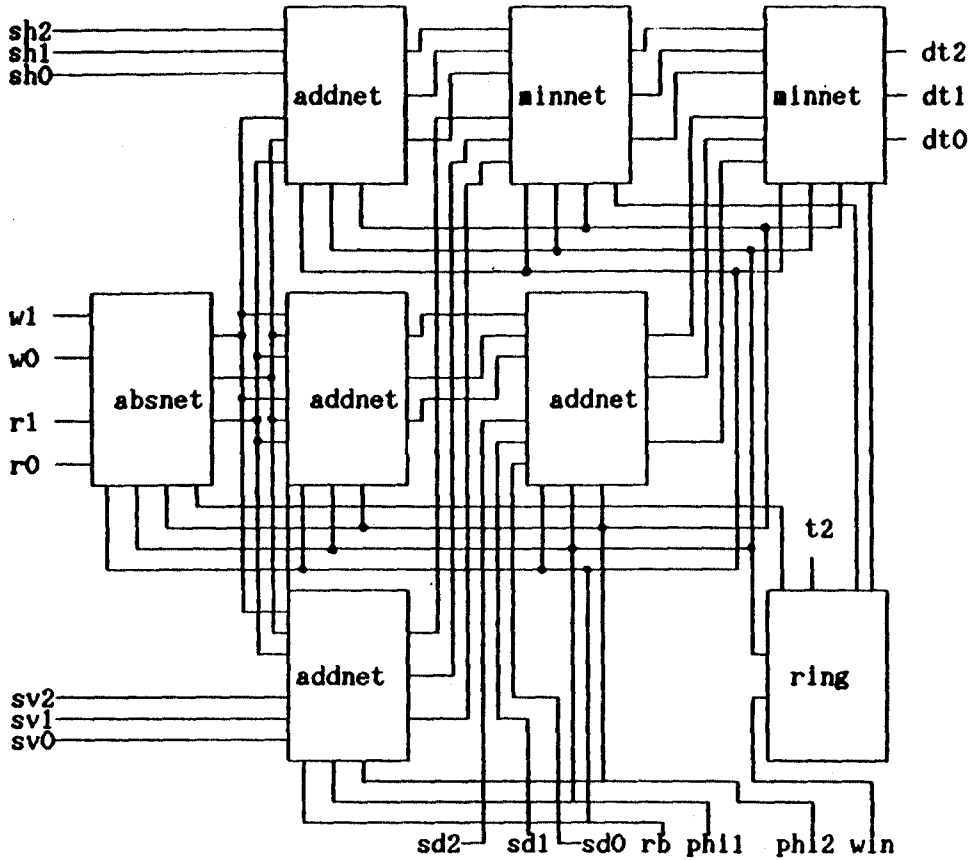 sh2
sh1
sh0
addnet
minnet
minnet
dt2
dt1
dt0
w1
w0
r1
r0
absnet
addnet
addnet
t2
addnet
ring
sv2
sv1
sv0
sd2 sd1 sd0 rb phi1 phi2 win